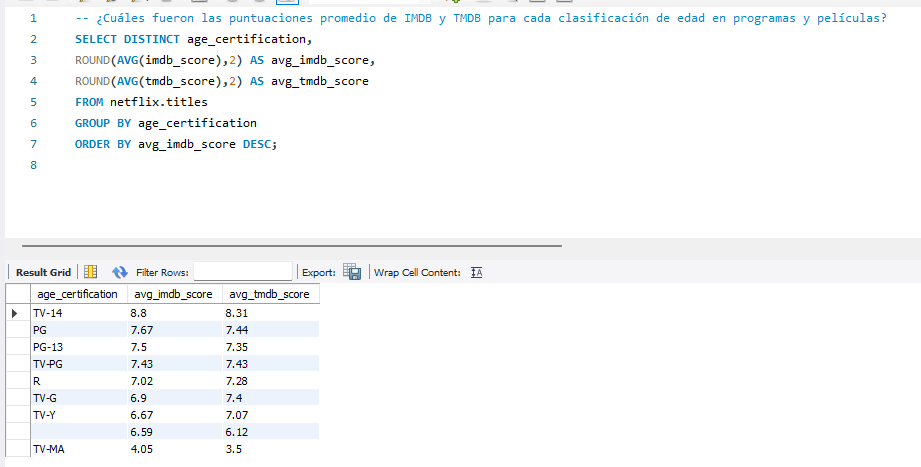 1 -- ¿Cuáles fueron las puntuaciones promedio de IMDB y TMDB para cada clasificación de edad en programas y películas?
2 SELECT DISTINCT age_certification,
3 ROUND(AVG(imdb_score),2) AS avg_imdb_score,
4 ROUND(AVG(tmdb_score),2) AS avg_tmdb_score
5 FROM netflix.titles
6 GROUP BY age_certification
7 ORDER BY avg_imdb_score DESC;
8
Result Grid Filter Rows: Export: Wrap Cell Content:
age_certification avg_imdb_score avg_tmdb_score
TV-14 8.8 8.31
PG 7.67 7.44
PG-13 7.5 7.35
TV-PG 7.43 7.43
R 7.02 7.28
TV-G 6.9 7.4
TV-Y 6.67 7.07
6.59 6.12
TV-MA 4.05 3.5